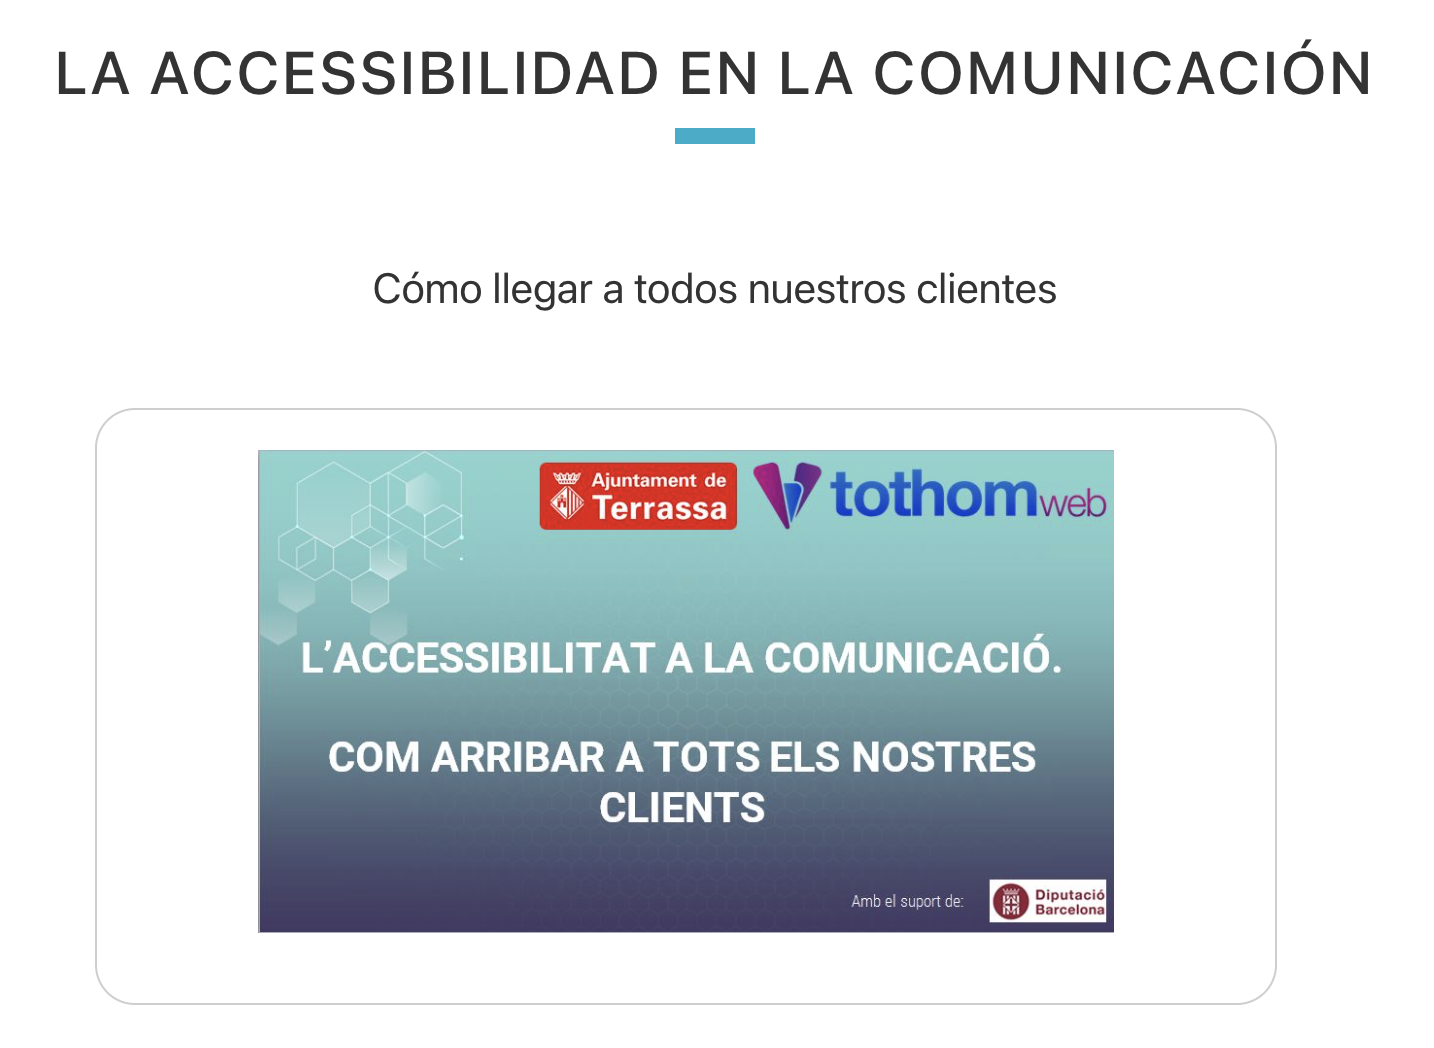 LA ACCESSIBILIDAD EN LA COMUNICACIÓN
Cómo llegar a todos nuestros clientes
Ajuntament de
Terrassa
tothomweb
L’ACCESSIBILITAT A LA COMUNICACIÓ.
COM ARRIBAR A TOTS ELS NOSTRES
CLIENTS
Amb el suport de:
Diputació
Barcelona